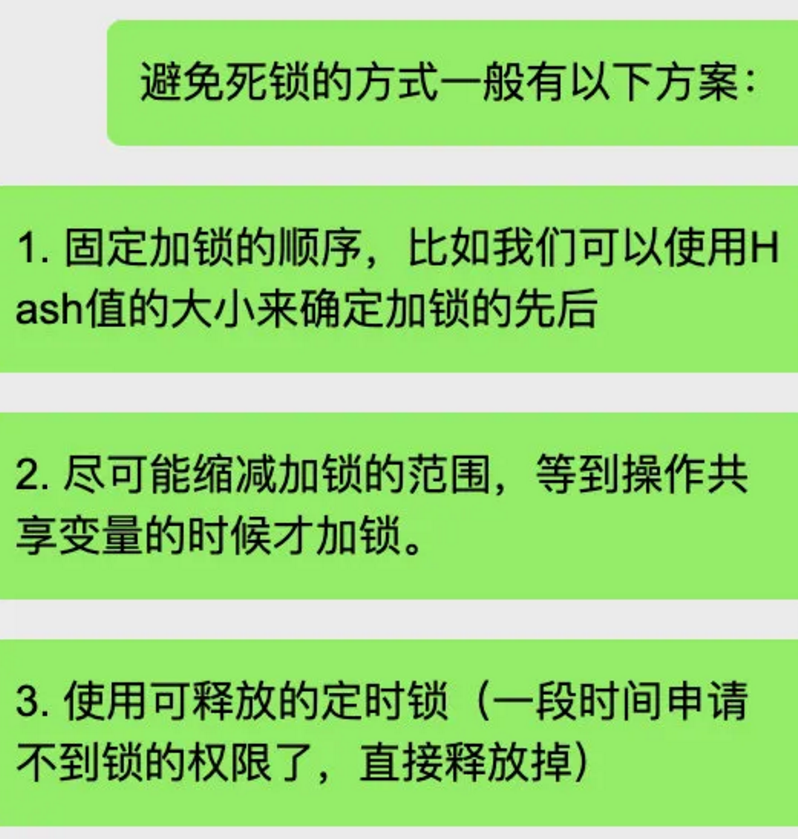 避免死锁的方式一般有以下方案：
1. 固定加锁的顺序，比如我们可以使用H
ash值的大小来确定加锁的先后
2. 尽可能缩减加锁的范围，等到操作共
享变量的时候才加锁。
3. 使用可释放的定时锁（一段时间申请
不到锁的权限了，直接释放掉）